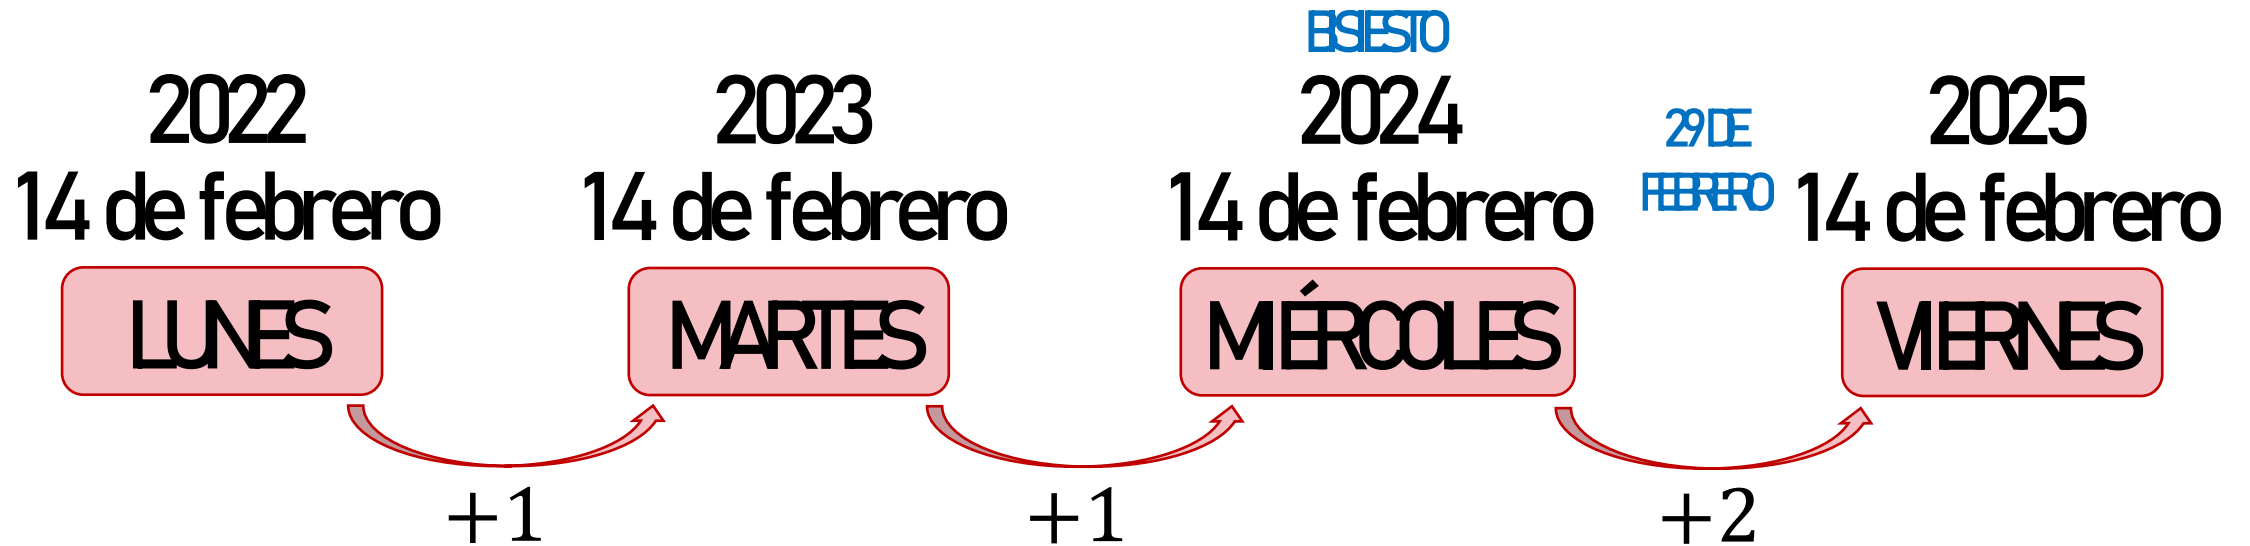 BISIESTO
2022
14 de febrero
LUNES
2023
14 de febrero
MARTES
2024
14 de febrero
MIÉRCOLES
29 DE
FEBRERO
2025
14 de febrero
VIERNES
+1
+1
+2